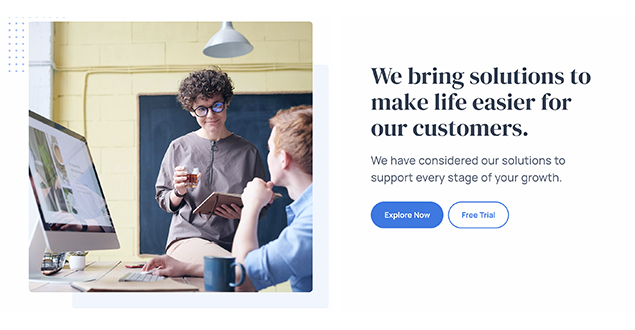 We bring solutions to
make life easier for
our customers.
We have considered our solutions to
support every stage of your growth.
Explore Now
Free Trial